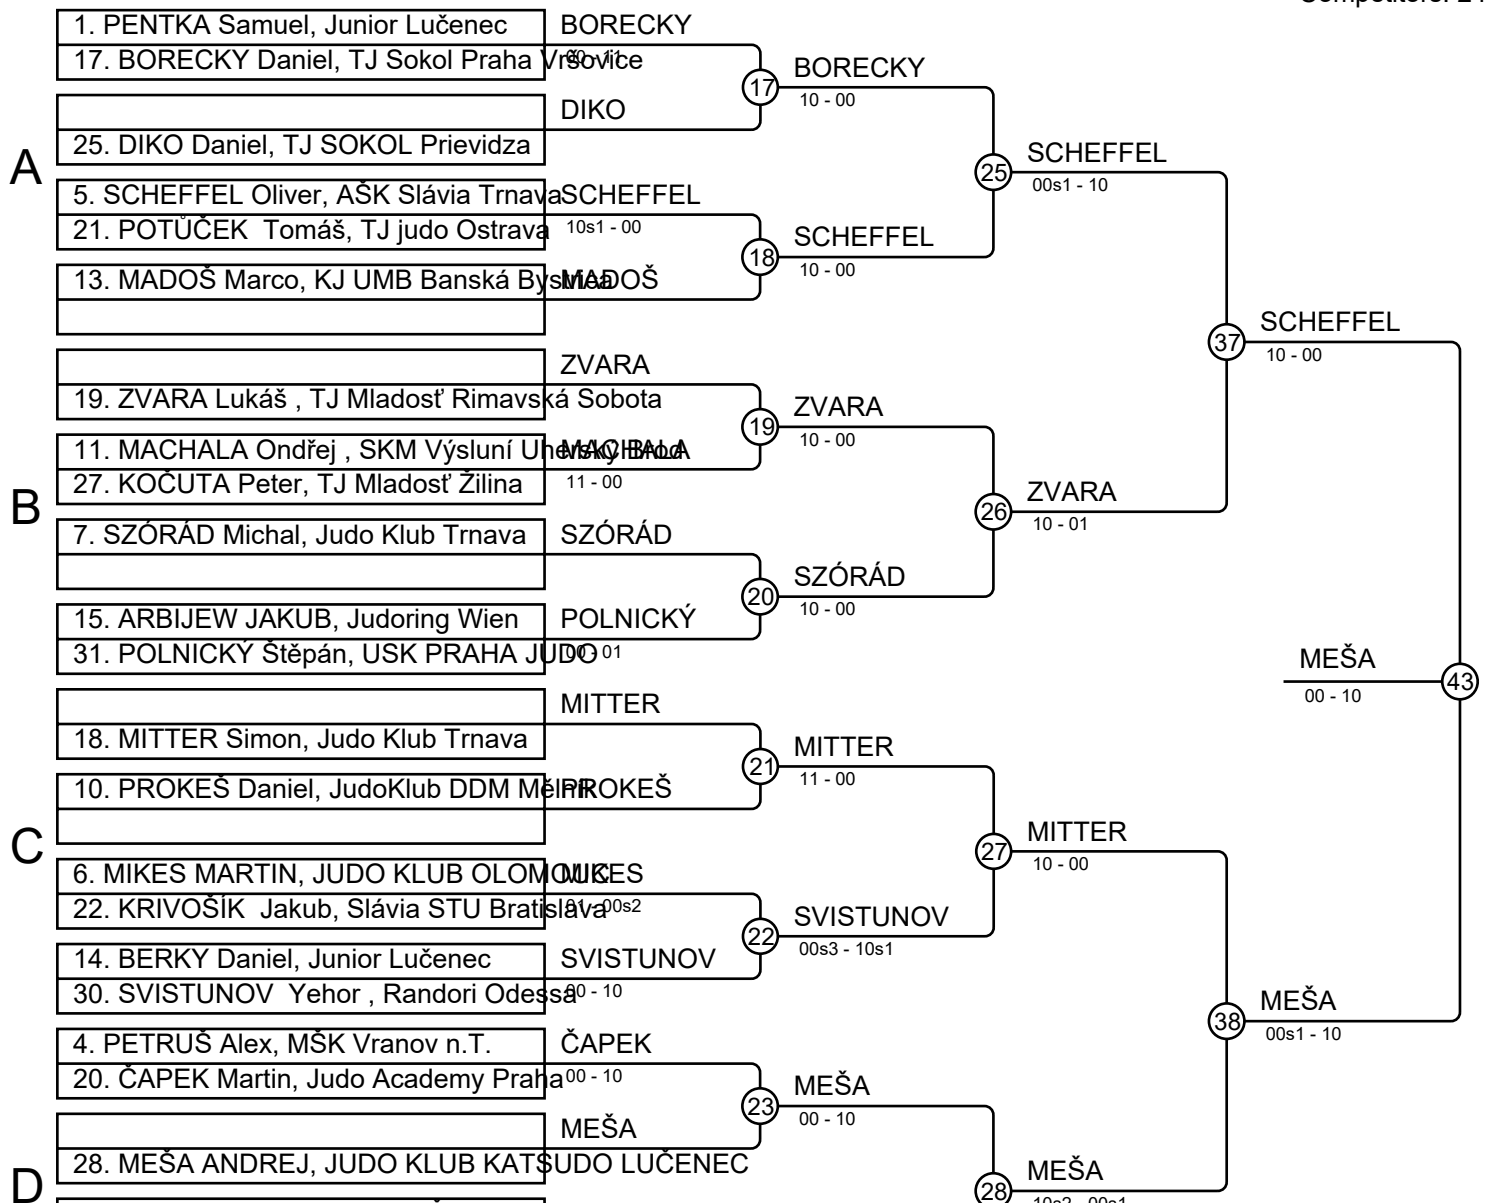 1. PENTKA Samuel, Junior Lučenec
17. BORECKY Daniel, TJ Sokol Praha Vršovice
BORECKY
00 - 11
25. DIKO Daniel, TJ SOKOL Prievidza
DIKO
17
BORECKY
10 - 00
A
5. SCHEFFEL Oliver, AŠK Slávia Trnava
21. POTŮČEK Tomáš, TJ judo Ostrava
SCHEFFEL
10s1 - 00
13. MADOŠ Marco, KJ UMB Banská Bystrica
MADOŠ
18
SCHEFFEL
10 - 00
25
SCHEFFEL
00s1 - 10
19. ZVARA Lukáš , TJ Mladosť Rimavská Sobota
ZVARA
11. MACHALA Ondřej , SKM Výsluní Uherský Brod
27. KOČUTA Peter, TJ Mladosť Žilina
MACHALA
11 - 00
19
ZVARA
10 - 00
B
7. SZÓRÁD Michal, Judo Klub Trnava
SZÓRÁD
15. ARBIJEW JAKUB, Judoring Wien
31. POLNICKÝ Štěpán, USK PRAHA JUDO
POLNICKÝ
00 - 01
20
SZÓRÁD
10 - 00
26
ZVARA
10 - 01
37
SCHEFFEL
10 - 00
18. MITTER Simon, Judo Klub Trnava
MITTER
10. PROKEŠ Daniel, JudoKlub DDM Mělník
PROKEŠ
21
MITTER
11 - 00
C
6. MIKES MARTIN, JUDO KLUB OLOMOUC
22. KRIVOŠÍK Jakub, Slávia STU Bratislava
MIKES
01 - 00s2
14. BERKY Daniel, Junior Lučenec
30. SVISTUNOV Yehor , Randori Odessa
SVISTUNOV
00 - 10
22
SVISTUNOV
00s3 - 10s1
27
MITTER
10 - 00
4. PETRUŠ Alex, MŠK Vranov n.T.
20. ČAPEK Martin, Judo Academy Praha
ČAPEK
00 - 10
28. MEŠA ANDREJ, JUDO KLUB KATSUDO LUČENEC
MEŠA
23
MEŠA
00 - 10
D
28
MEŠA
38
MEŠA
00s1 - 10
MEŠA
00 - 10
43